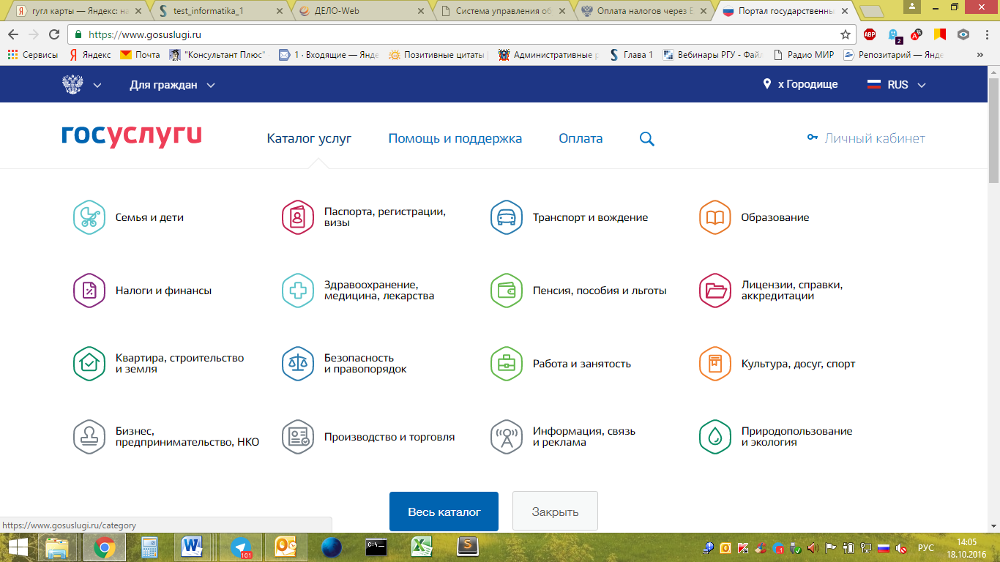 гугл карты — Яндекс: на
test_informatika_1
ДЕЛО-Web
Система управления об
Оплата налогов через Е
Портал государственны
https://www.gosuslugi.ru
ABP
2
Сервисы
Яндекс
Почта
"Консультант Плюс"
1 · Входящие — Янде
Позитивные цитаты
Административные р
Глава 1
Вебинары РГУ - Файл
Радио МИР
Репозитарий — Янде
»
Для граждан
х Городище
RUS
госуслуги
Каталог услуг
Помощь и поддержка
Оплата
Личный кабинет
Семья и дети
Паспорта, регистрации,
визы
Транспорт и вождение
Образование
Налоги и финансы
Здравоохранение,
медицина, лекарства
Пенсия, пособия и льготы
Лицензии, справки,
аккредитации
Квартира, строительство
и земля
Безопасность
и правопорядок
Работа и занятость
Культура, досуг, спорт
Бизнес,
предпринимательство, НКО
Производство и торговля
Информация, связь
и реклама
Природопользование
и экология
Весь каталог
Закрыть
https://www.gosuslugi.ru/category
101
РУС
14:05
18.10.2016